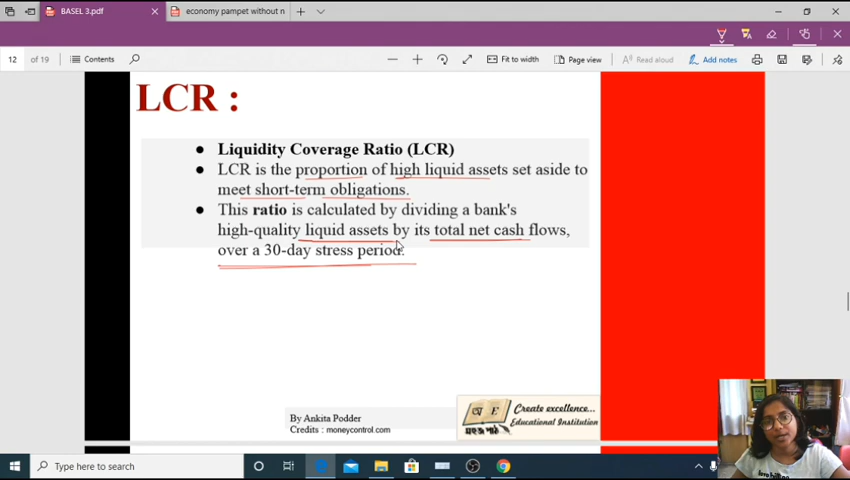 BASEL 3.pdf
economy pampet without n
12 of 19
Contents
Fit to width
Page view
Read aloud
Add notes
LCR :
● Liquidity Coverage Ratio (LCR)
● LCR is the proportion of high liquid assets set aside to
meet short-term obligations.
● This ratio is calculated by dividing a bank's
high-quality liquid assets by its total net cash flows,
over a 30-day stress period.
By Ankita Podder
Credits : moneycontrol.com
Create excellence...
Educational Institution
Type here to search